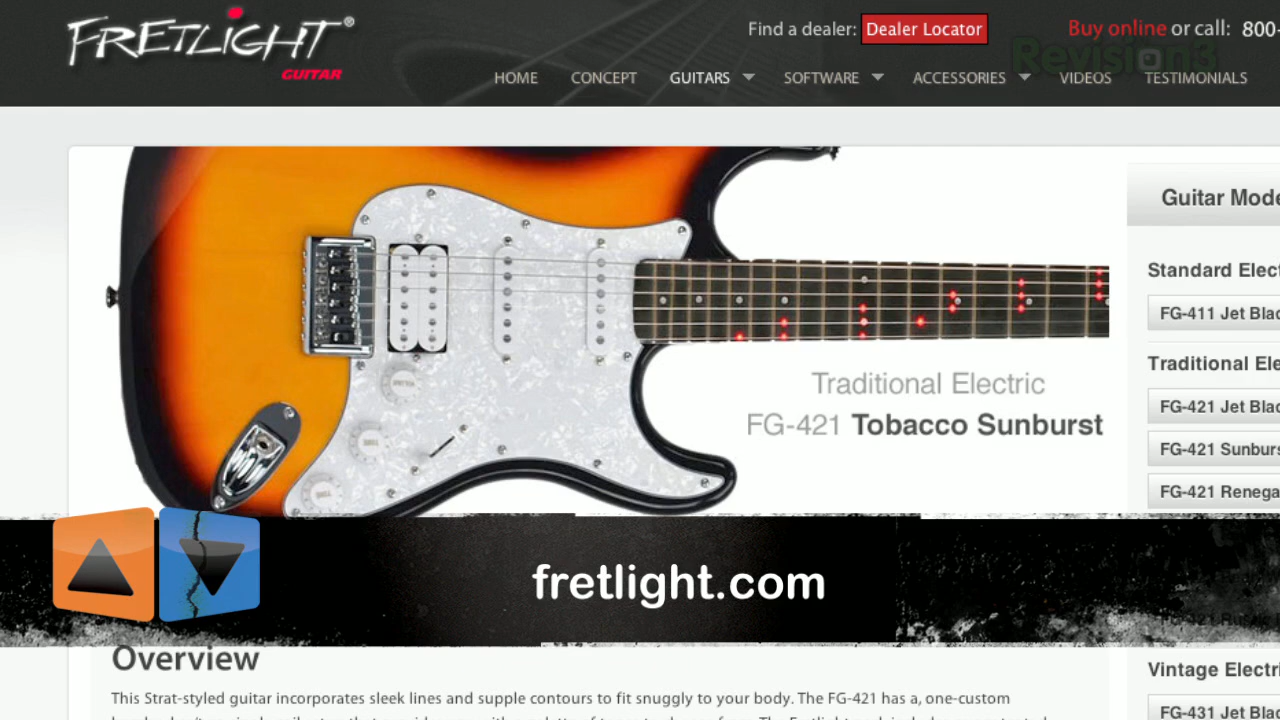 FRETLIGHT®
GUITAR
Find a dealer: Dealer Locator
Buy online or call: 800-
Revision3
HOME CONCEPT GUITARS SOFTWARE ACCESSORIES VIDEOS TESTIMONIALS
Guitar Mode
Standard Elect
FG-411 Jet Blac
Traditional Ele
FG-421 Jet Blac
FG-421 Sunburs
FG-421 Renega
Traditional Electric
FG-421 Tobacco Sunburst
fretlight.com
Overview
This Strat-styled guitar incorporates sleek lines and supple contours to fit snuggly to your body. The FG-421 has a, one-custom
Vintage Electri
FG-431 Jet Blac